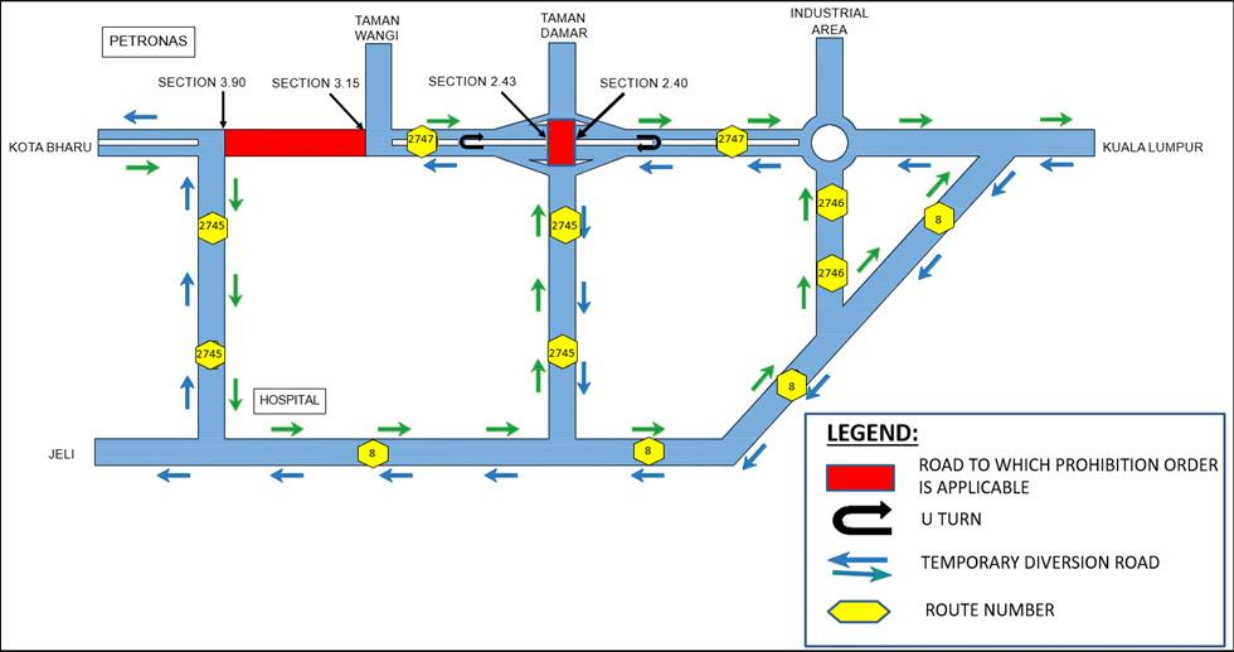 INDUSTRIAL
AREA
TAMAN
DAMAR
TAMAN
WANGI
PETRONAS
SECTION 3.90
SECTION 3.15
SECTION 2.43
SECTION 2.40
KOTA BHARU
2747
2747
KUALA LUMPUR
2745
2745
2746
8
2746
2745
2745
8
HOSPITAL
JELI
8
8
LEGEND:
ROAD TO WHICH PROHIBITION ORDER
IS APPLICABLE
U TURN
TEMPORARY DIVERSION ROAD
ROUTE NUMBER